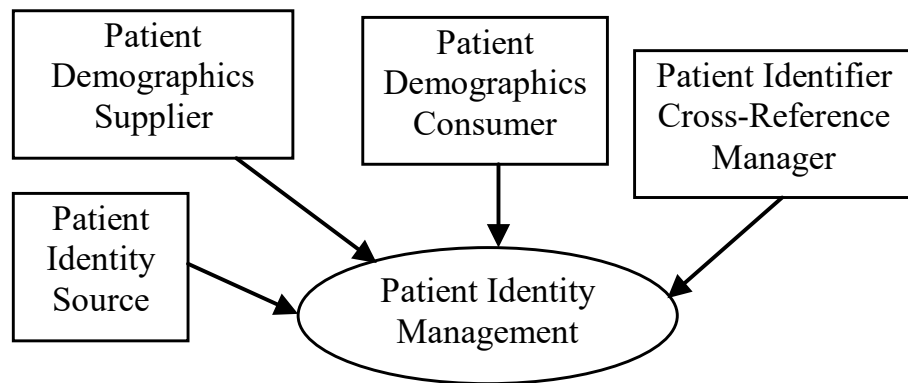 Patient
Demographics
Supplier
Patient
Demographics
Consumer
Patient Identifier
Cross-Reference
Manager
Patient
Identity
Source
Patient Identity
Management